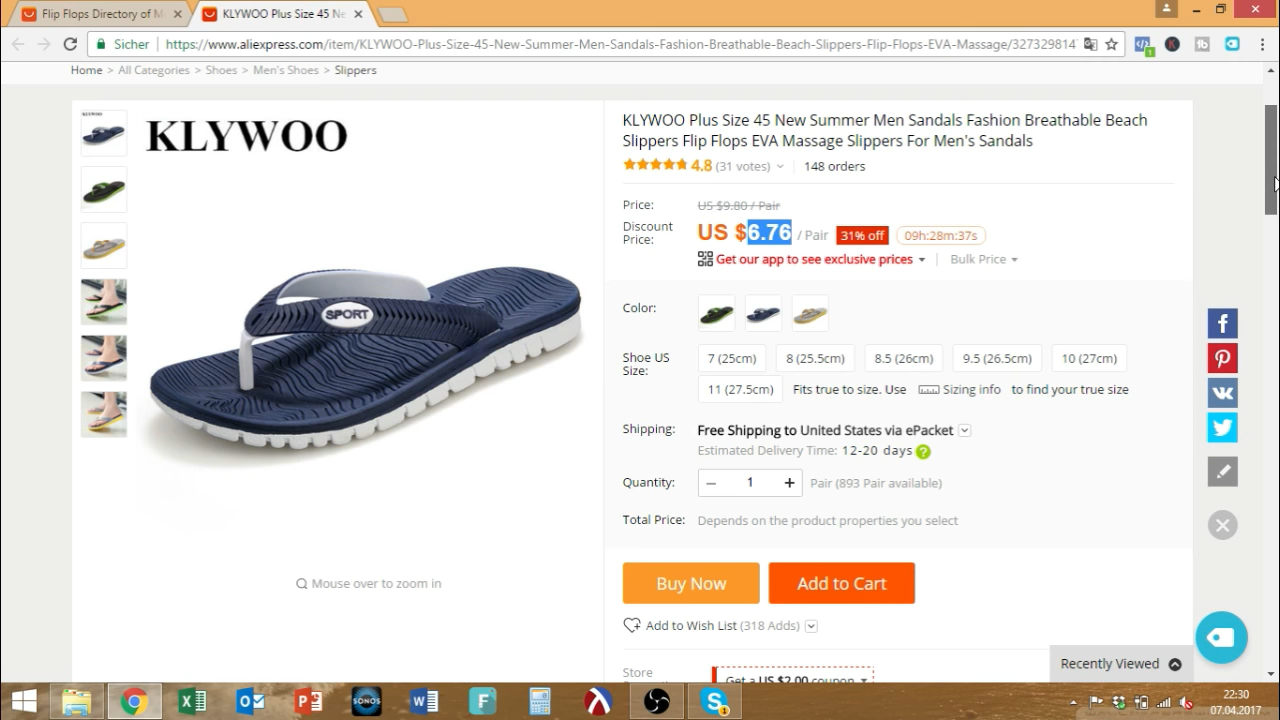 Flip Flops Directory of M
KLYWOO Plus Size 45 Ne
Sicher
https://www.aliexpress.com/item/KLYWOO-Plus-Size-45-New-Summer-Men-Sandals-Fashion-Breathable-Beach-Slippers-Flip-Flops-EVA-Massage/327329814
Home > All Categories > Shoes > Men's Shoes > Slippers
KLYWOO
KLYWOO Plus Size 45 New Summer Men Sandals Fashion Breathable Beach
Slippers Flip Flops EVA Massage Slippers For Men's Sandals
4.8 (31 votes) 148 orders
Price: US $9.80 / Pair
Discount Price: US $6.76 / Pair 31% off 09h:28m:37s
Get our app to see exclusive prices Bulk Price
Color:
SPORT
Shoe US Size: 7 (25cm) 8 (25.5cm) 8.5 (26cm) 9.5 (26.5cm) 10 (27cm)
11 (27.5cm) Fits true to size. Use Sizing info to find your true size
Shipping: Free Shipping to United States via ePacket
Estimated Delivery Time: 12-20 days ?
Quantity: − 1 + Pair (893 Pair available)
Total Price: Depends on the product properties you select
Mouse over to zoom in
Buy Now Add to Cart
Add to Wish List (318 Adds)
Recently Viewed
Store
Get a US $2.00 coupon
SONOS
22:30
07.04.2017